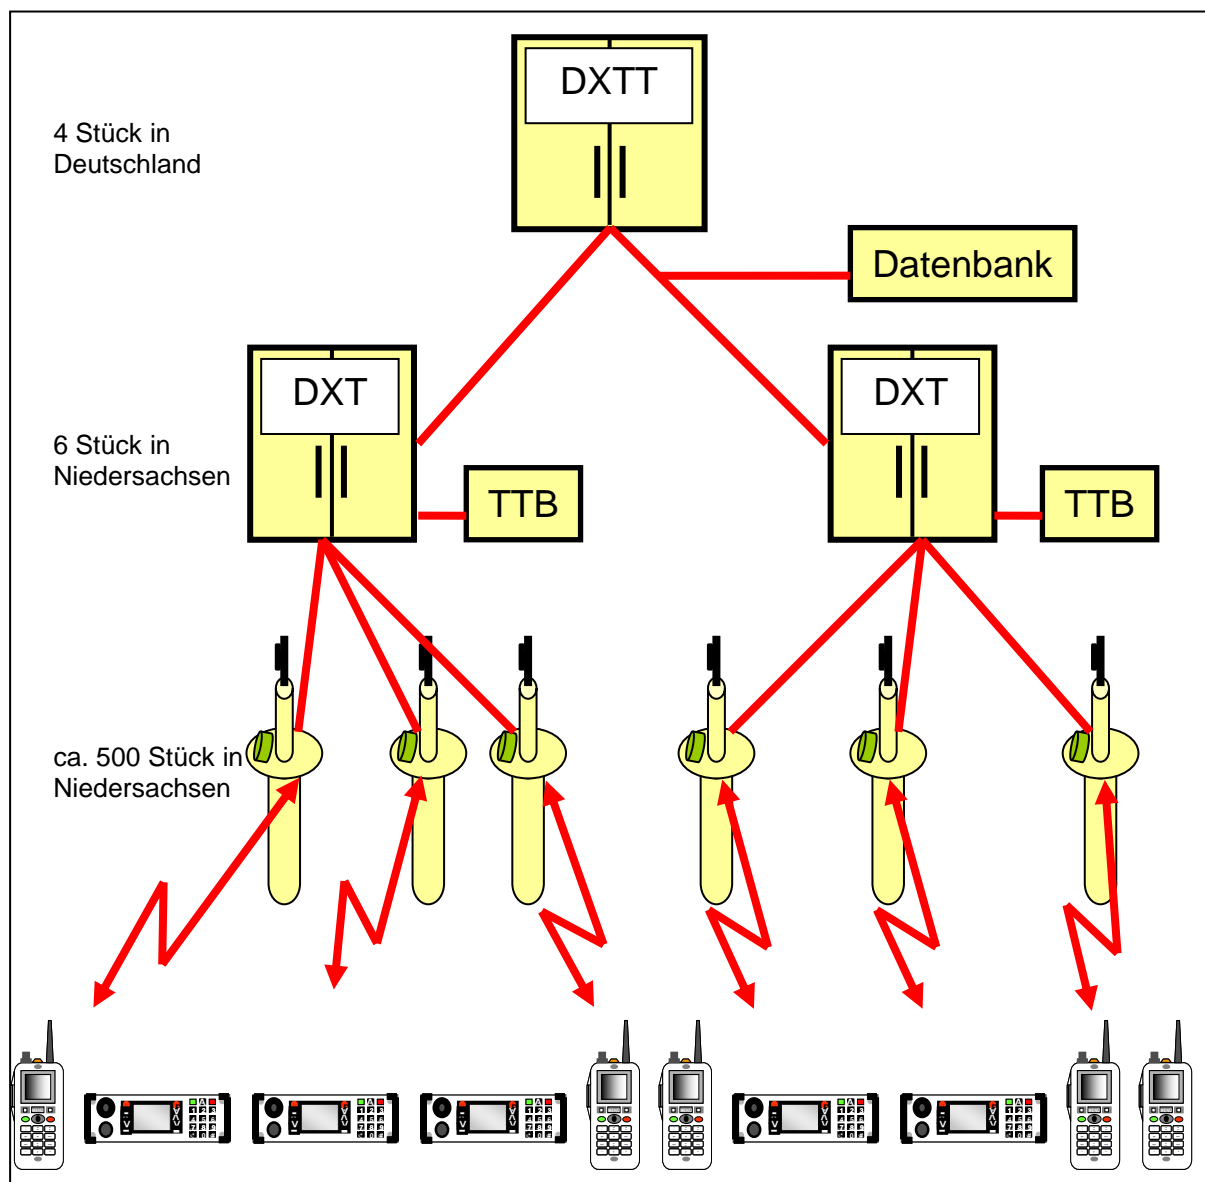 DXTT
4 Stück in
Deutschland
Datenbank
DXT
DXT
6 Stück in
Niedersachsen
TTB
TTB
ca. 500 Stück in
Niedersachsen